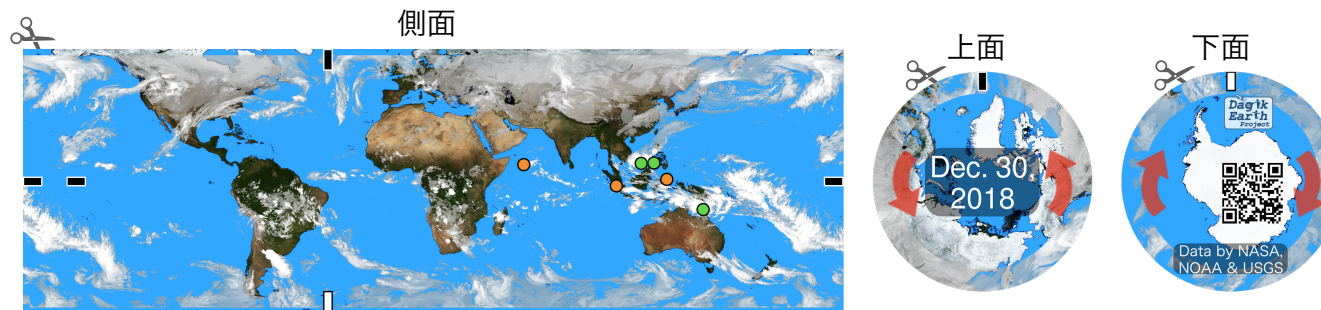 側面
上面
下面
Dec. 30,
2018
Dagik
Earth
Project
Data by NASA,
NOAA & USGS